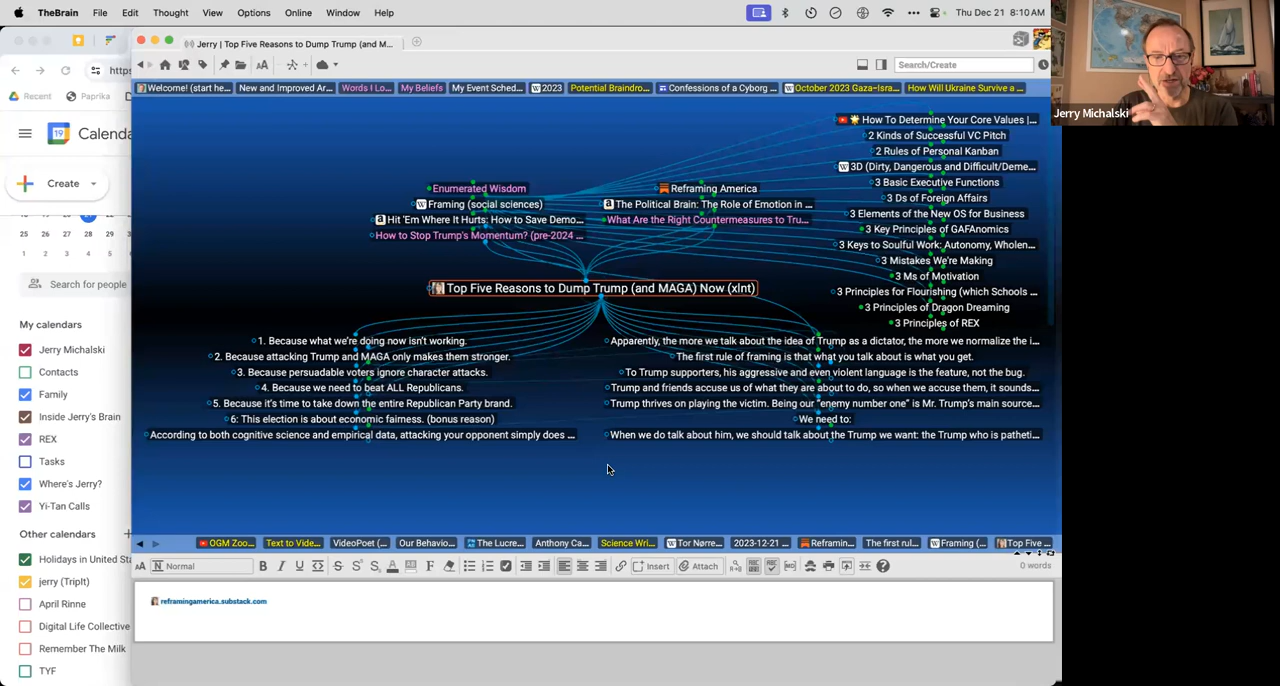 TheBrain File Edit Thought View Options Online Window Help Thu Dec 21 8:10 AM
Jerry | Top Five Reasons to Dump Trump (and M...
https
Search/Create
Recent Paprika
Welcome! (start he... New and Improved Ar... Words I Lo... My Beliefs My Event Sched... 2023 Potential Braindro... Confessions of a Cyborg ... October 2023 Gaza-Isra... How Will Ukraine Survive a ...
Jerry Michalski
19 Calenda
Create
25 26 27 28 29 30
1 2 3 4 5 6
Search for people
My calendars
Jerry Michalski
Contacts
Family
Inside Jerry's Brain
REX
Tasks
Where's Jerry?
Yi-Tan Calls
Other calendars
Holidays in United Sta
jerry (TripIt)
April Rinne
Digital Life Collective
Remember The Milk
TYF
How To Determine Your Core Values |...
2 Kinds of Successful VC Pitch
2 Rules of Personal Kanban
3D (Dirty, Dangerous and Difficult/Deme...
3 Basic Executive Functions
3 Ds of Foreign Affairs
3 Elements of the New OS for Business
3 Key Principles of GAFAnomics
3 Keys to Soulful Work: Autonomy, Wholen...
3 Mistakes We're Making
3 Ms of Motivation
3 Principles for Flourishing (which Schools ...
3 Principles of Dragon Dreaming
3 Principles of REX
Enumerated Wisdom
Framing (social sciences)
Hit 'Em Where It Hurts: How to Save Demo...
How to Stop Trump's Momentum? (pre-2024 ...
Reframing America
The Political Brain: The Role of Emotion in ...
What Are the Right Countermeasures to Tru...
Top Five Reasons to Dump Trump (and MAGA) Now (xInt)
1. Because what we're doing now isn't working.
2. Because attacking Trump and MAGA only makes them stronger.
3. Because persuadable voters ignore character attacks.
4. Because we need to beat ALL Republicans.
5. Because it's time to take down the entire Republican Party brand.
6: This election is about economic fairness. (bonus reason)
According to both cognitive science and empirical data, attacking your opponent simply does ...
Apparently, the more we talk about the idea of Trump as a dictator, the more we normalize the i...
The first rule of framing is that what you talk about is what you get.
To Trump supporters, his aggressive and even violent language is the feature, not the bug.
Trump and friends accuse us of what they are about to do, so when we accuse them, it sounds...
Trump thrives on playing the victim. Being our "enemy number one" is Mr. Trump's main source...
We need to:
When we do talk about him, we should talk about the Trump we want: the Trump who is patheti...
OGM Zoo... Text to Vide... VideoPoet (... Our Behavio... The Lucre... Anthony Ca... Science Wri... Tor Nørre... 2023-12-21 ... Reframin... The first rul... Framing (... Top Five ...
Normal B I U S Insert Attach 0 words
reframingamerica.substack.com